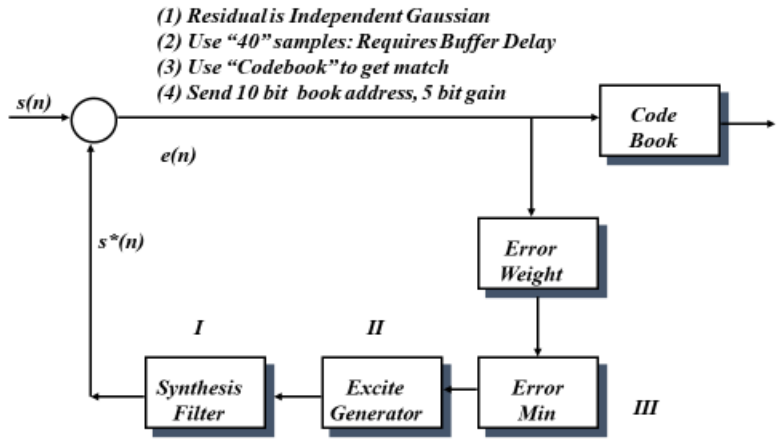 (1) Residual is Independent Gaussian
(2) Use “40” samples: Requires Buffer Delay
(3) Use “Codebook” to get match
(4) Send 10 bit book address, 5 bit gain
s(n)
Code
Book
e(n)
s*(n)
Error
Weight
I
II
Synthesis
Filter
Excite
Generator
Error
Min
III